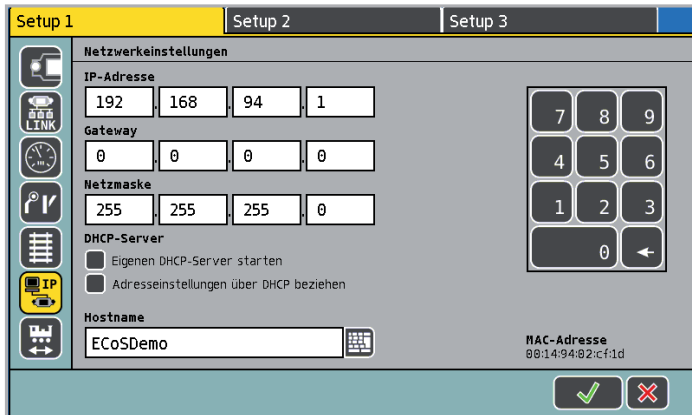 Setup 1
Setup 2
Setup 3
Netzwerkeinstellungen
IP-Adresse
192 . 168 . 94 . 1
Gateway
0 . 0 . 0 . 0
Netzmaske
255 . 255 . 255 . 0
DHCP-Server
Eigenen DHCP-Server starten
Adresseinstellungen über DHCP beziehen
Hostname
ECoSDemo
LINK
IP
7 8 9
4 5 6
1 2 3
0
MAC-Adresse
00:14:94:02:cf:1d